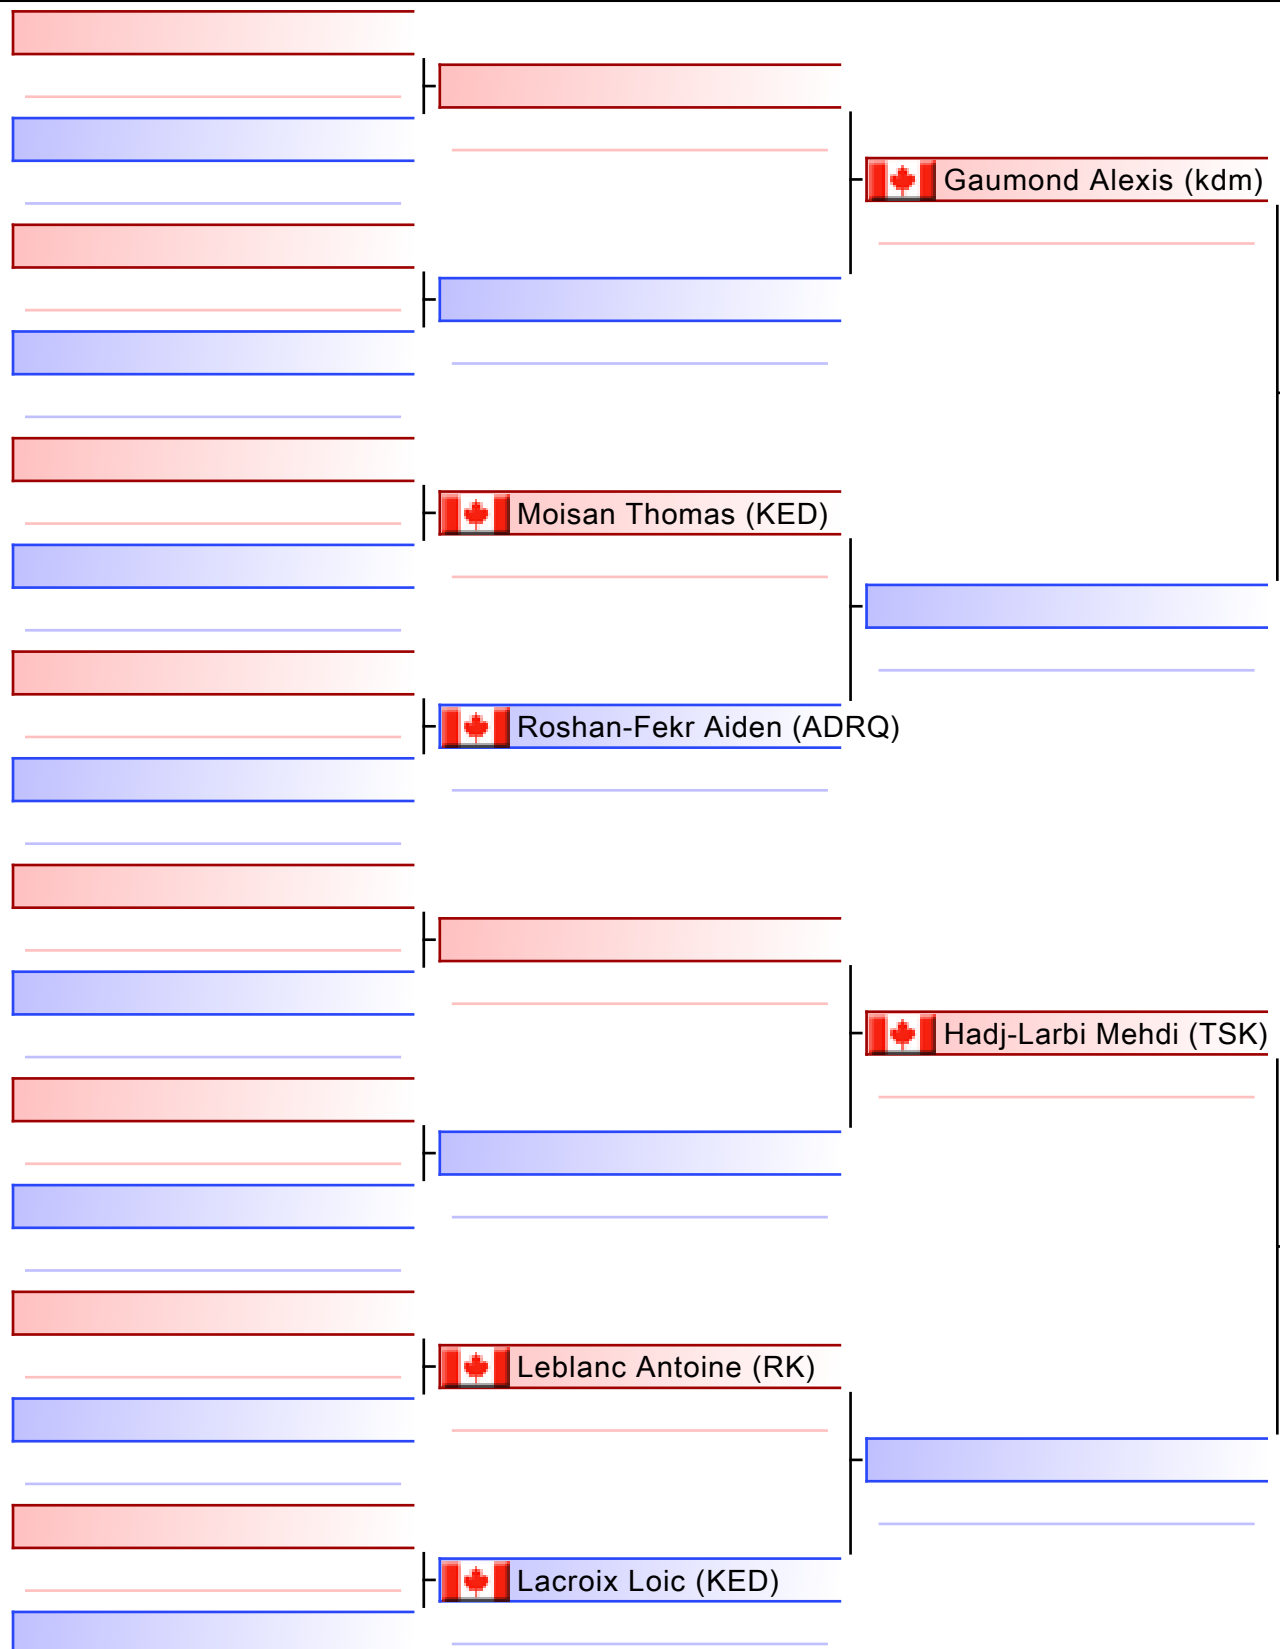 Gaumond Alexis (kdm)
Moisan Thomas (KED)
Roshan-Fekr Aiden (ADRQ)
Hadj-Larbi Mehdi (TSK)
Leblanc Antoine (RK)
Lacroix Loic (KED)